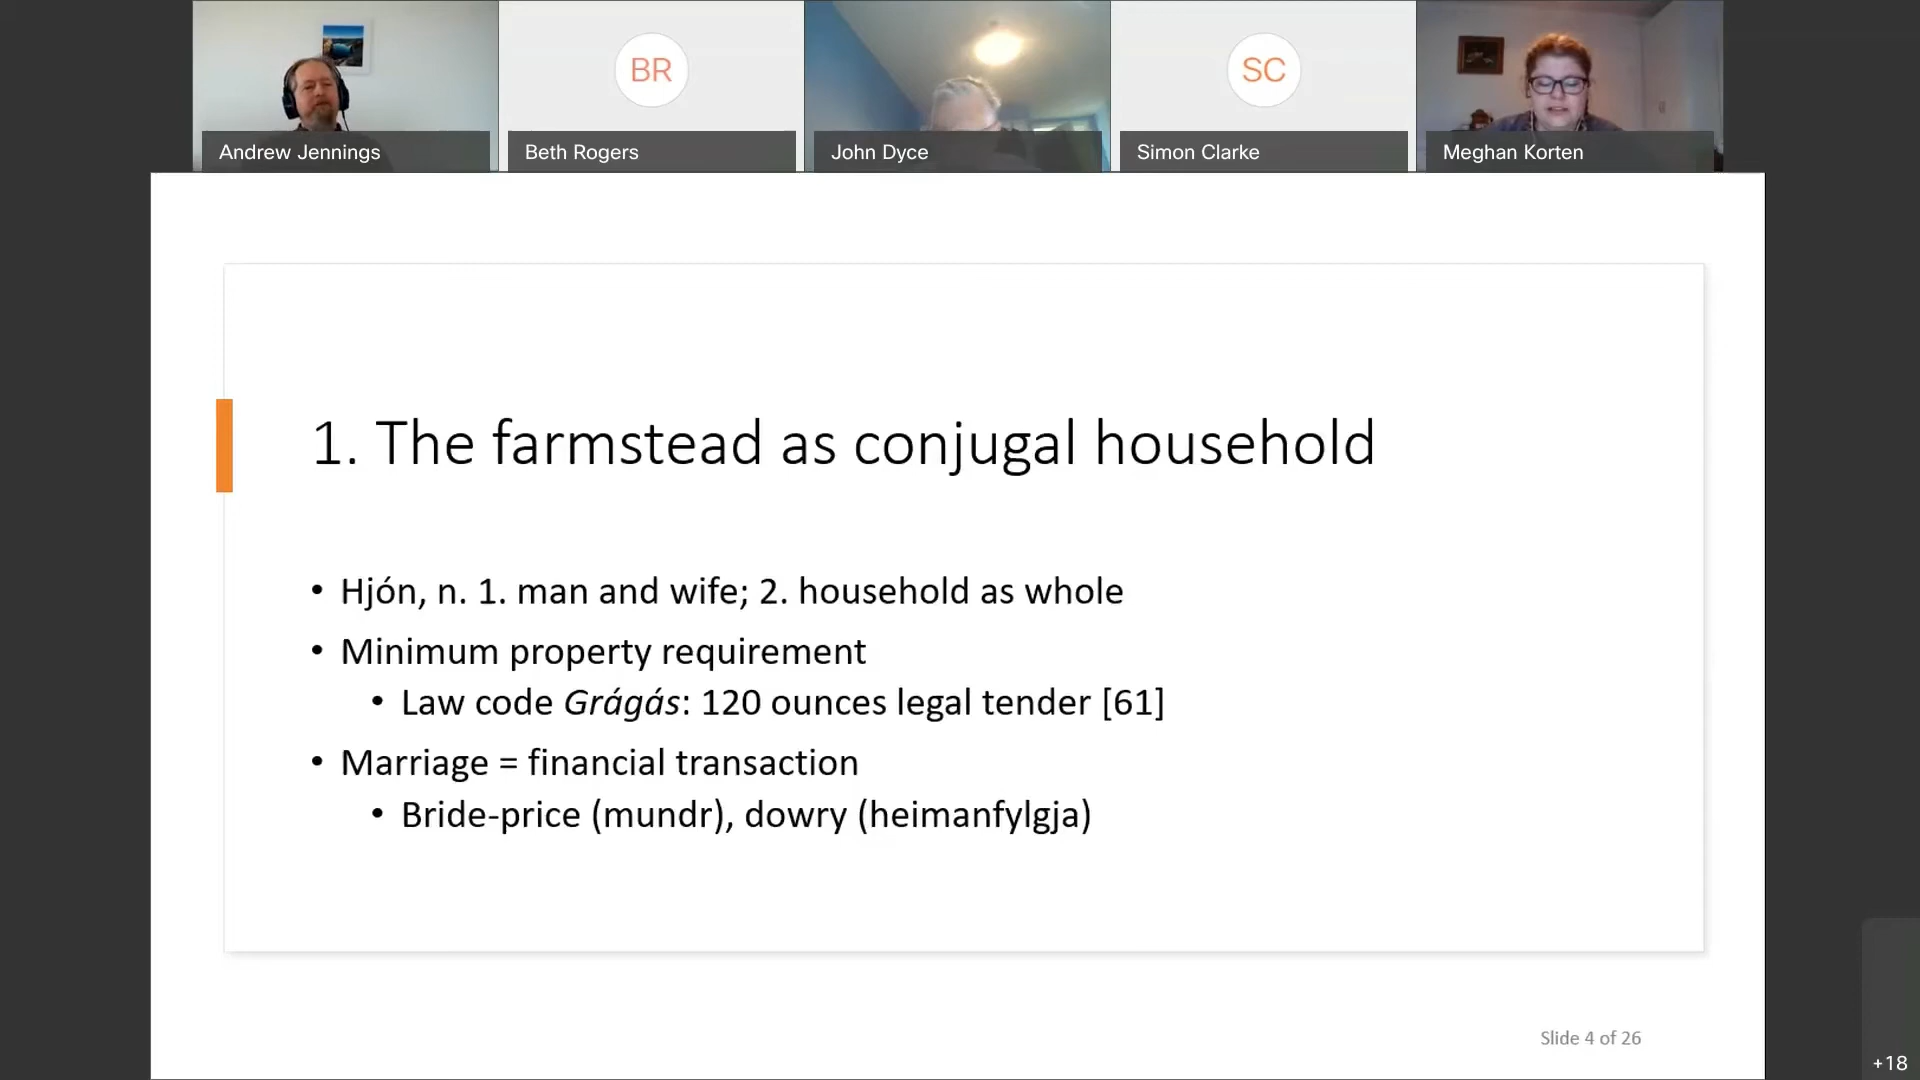 BR
SC
Andrew Jennings
Beth Rogers
John Dyce
Simon Clarke
Meghan Korten
1. The farmstead as conjugal household
• Hjón, n. 1. man and wife; 2. household as whole
• Minimum property requirement
• Law code Grágás: 120 ounces legal tender [61]
• Marriage = financial transaction
• Bride-price (mundr), dowry (heimanfylgja)
Slide 4 of 26
+18